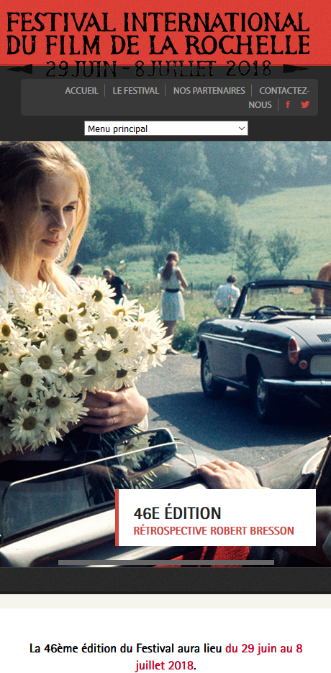 FESTIVAL INTERNATIONAL
DU FILM DE LA ROCHELLE
29 JUIN - 8 JUILLET 2018
ACCUEIL LE FESTIVAL NOS PARTENAIRES CONTACTEZ-
NOUS
Menu principal
46E ÉDITION
RÉTROSPECTIVE ROBERT BRESSON
La 46ème édition du Festival aura lieu du 29 juin au 8
juillet 2018.